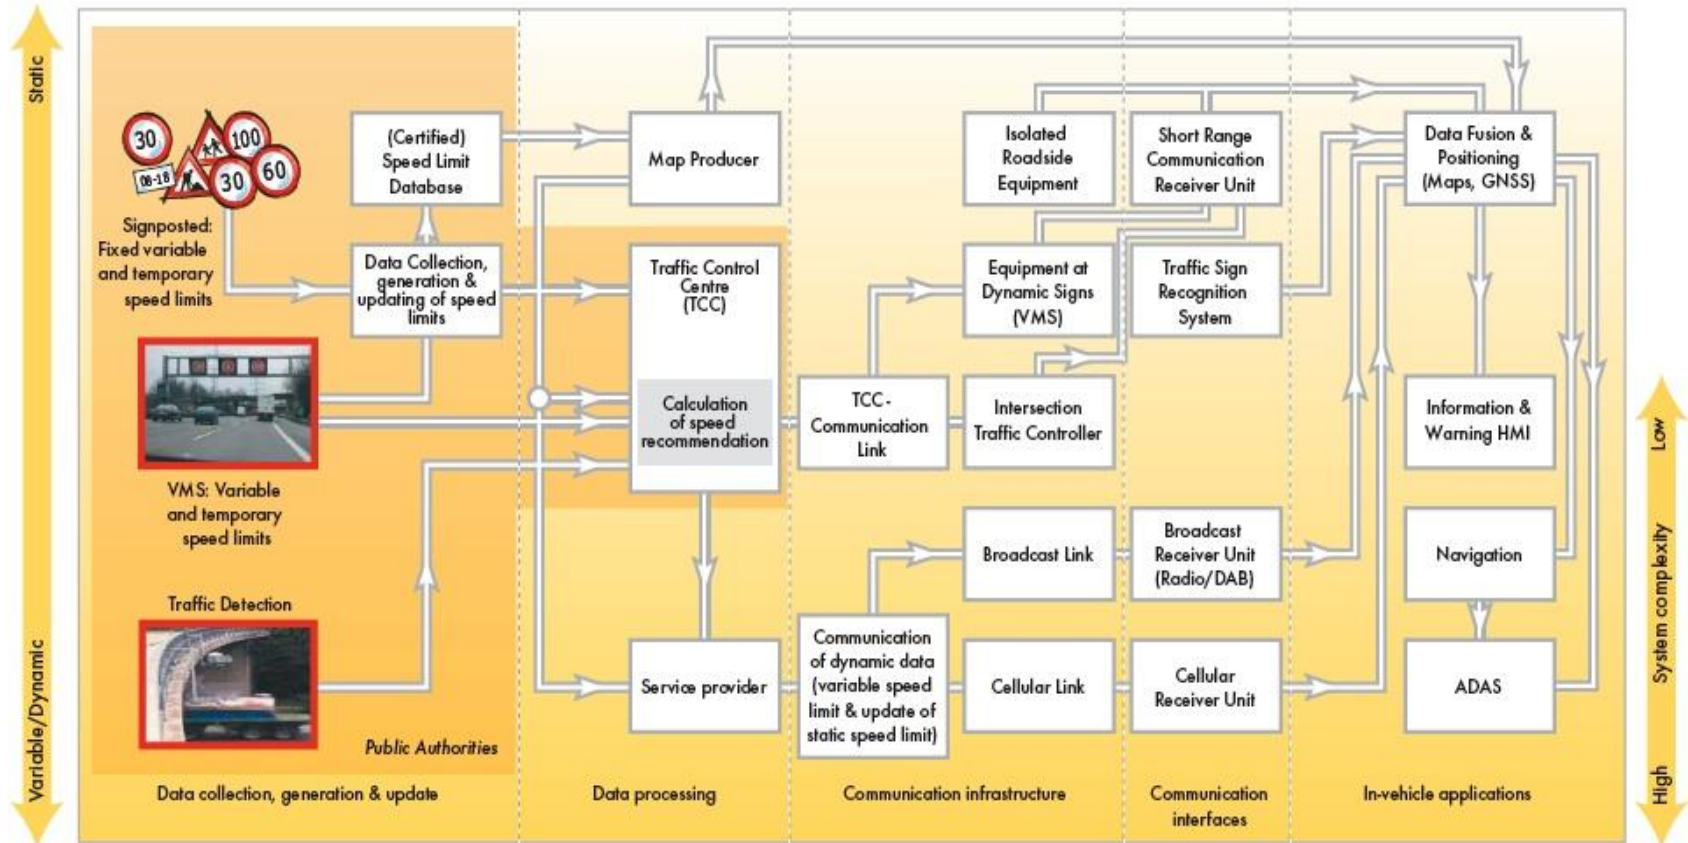 Static
Variable/Dynamic
30
100
08-18
30
60
Signposted:
Fixed variable
and temporary
speed limits
VMS: Variable
and temporary
speed limits
Traffic Detection
Public Authorities
(Certified)
Speed Limit
Database
Data Collection,
generation &
updating of speed
limits
Data collection, generation & update
Map Producer
Traffic Control
Centre
(TCC)
Calculation
of speed
recommendation
Service provider
Data processing
TCC -
Communication
Link
Communication
of dynamic data
(variable speed
limit & update of
static speed limit)
Isolated
Roadside
Equipment
Equipment at
Dynamic Signs
(VMS)
Intersection
Traffic Controller
Broadcast Link
Cellular Link
Communication infrastructure
Short Range
Communication
Receiver Unit
Traffic Sign
Recognition
System
Broadcast
Receiver Unit
(Radio/DAB)
Cellular
Receiver Unit
Communication
interfaces
Data Fusion &
Positioning
(Maps, GNSS)
Information &
Warning HMI
Navigation
ADAS
In-vehicle applications
Low
System complexity
High